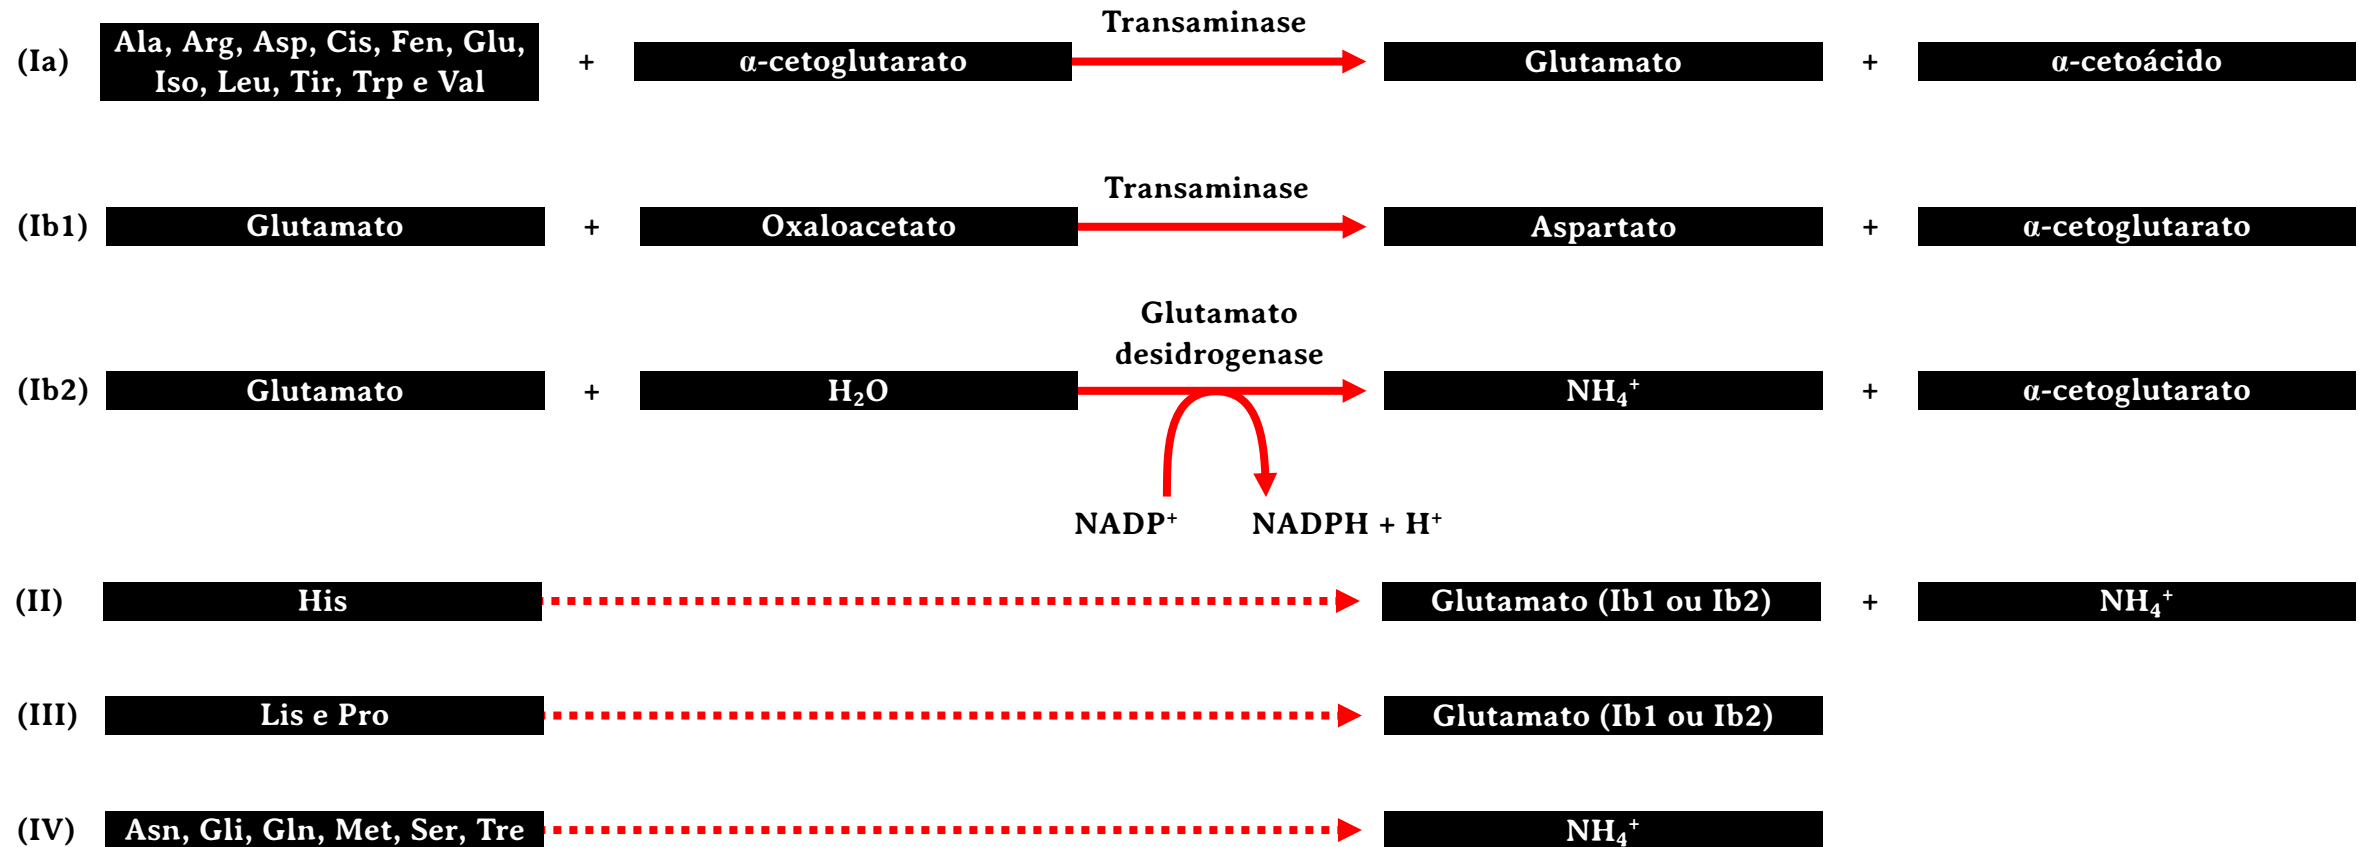 Transaminase
(Ia) Ala, Arg, Asp, Cis, Fen, Glu, + α-cetoglutarato Glutamato + α-cetoácido
Iso, Leu, Tir, Trp e Val
Transaminase
(Ib1) Glutamato + Oxaloacetato Aspartato + α-cetoglutarato
Glutamato
desidrogenase
(Ib2) Glutamato + H₂O NH₄⁺ + α-cetoglutarato
NADP⁺ NADPH + H⁺
(II) His Glutamato (Ib1 ou Ib2) + NH₄⁺
(III) Lis e Pro Glutamato (Ib1 ou Ib2)
(IV) Asn, Gli, Gln, Met, Ser, Tre NH₄⁺